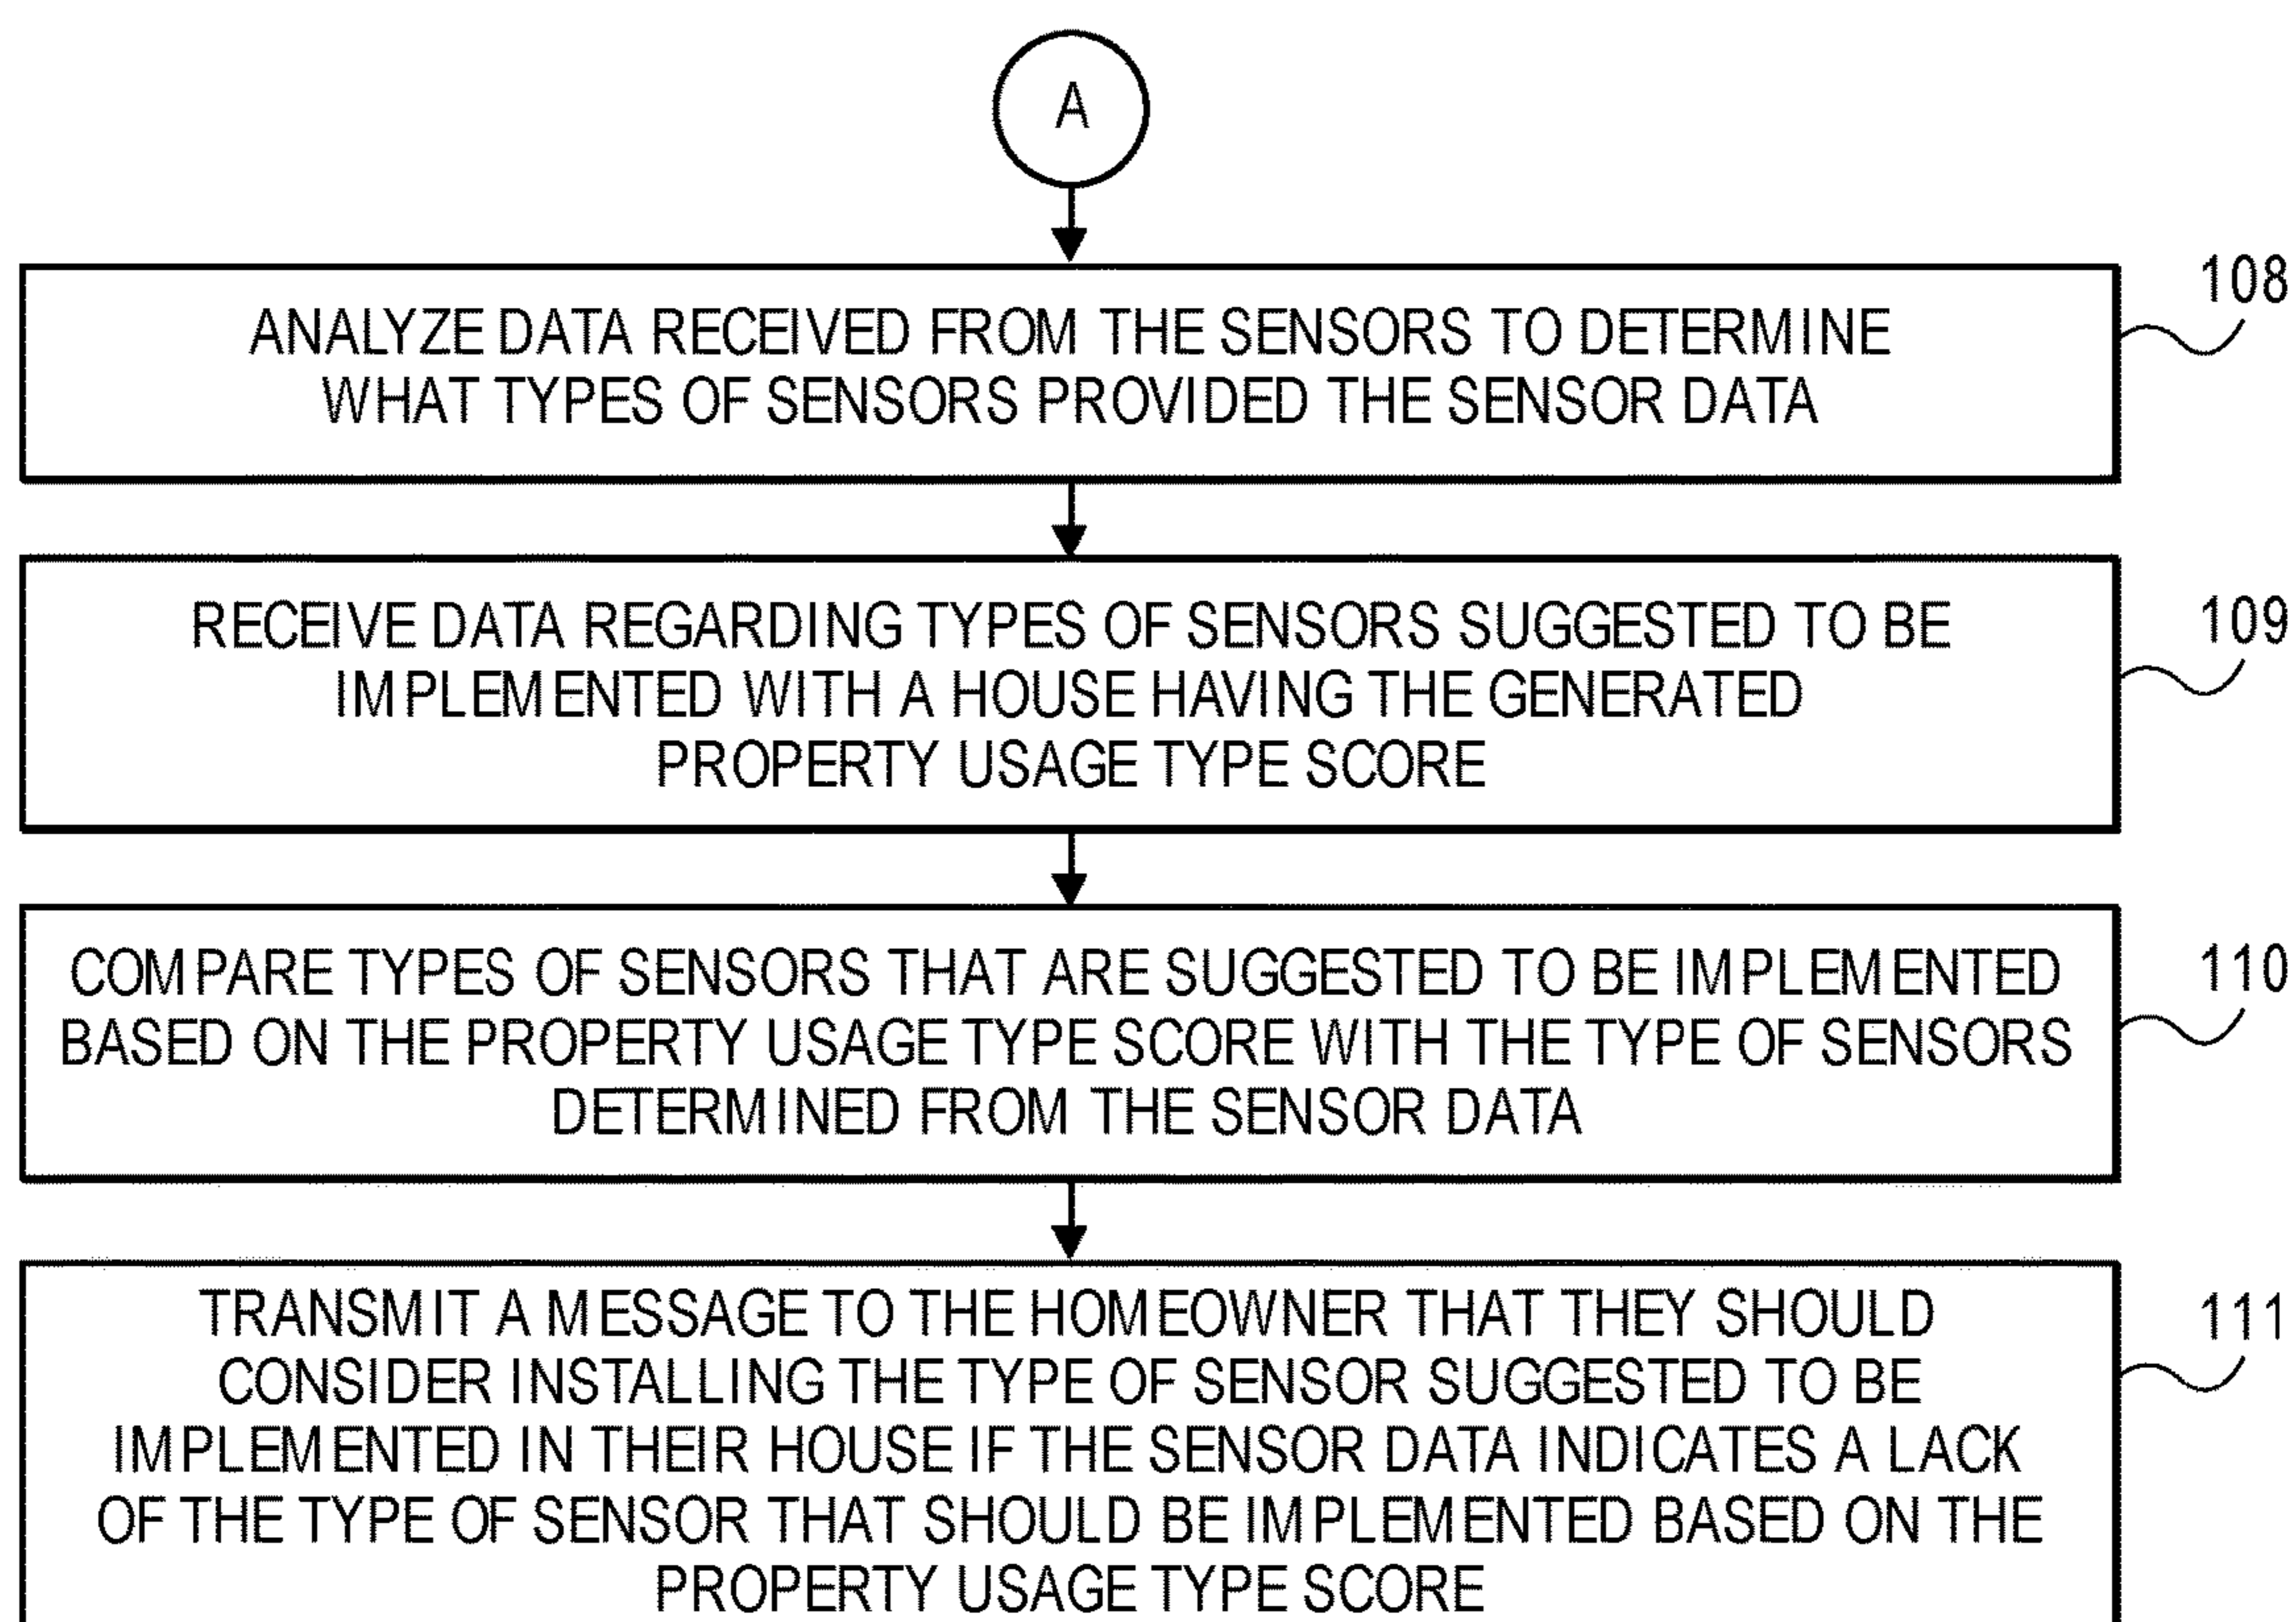 A
108
ANALYZE DATA RECEIVED FROM THE SENSORS TO DETERMINE
WHAT TYPES OF SENSORS PROVIDED THE SENSOR DATA
109
RECEIVE DATA REGARDING TYPES OF SENSORS SUGGESTED TO BE
IMPLEMENTED WITH A HOUSE HAVING THE GENERATED
PROPERTY USAGE TYPE SCORE
110
COMPARE TYPES OF SENSORS THAT ARE SUGGESTED TO BE IMPLEMENTED
BASED ON THE PROPERTY USAGE TYPE SCORE WITH THE TYPE OF SENSORS
DETERMINED FROM THE SENSOR DATA
111
TRANSMIT A MESSAGE TO THE HOMEOWNER THAT THEY SHOULD
CONSIDER INSTALLING THE TYPE OF SENSOR SUGGESTED TO BE
IMPLEMENTED IN THEIR HOUSE IF THE SENSOR DATA INDICATES A LACK
OF THE TYPE OF SENSOR THAT SHOULD BE IMPLEMENTED BASED ON THE
PROPERTY USAGE TYPE SCORE